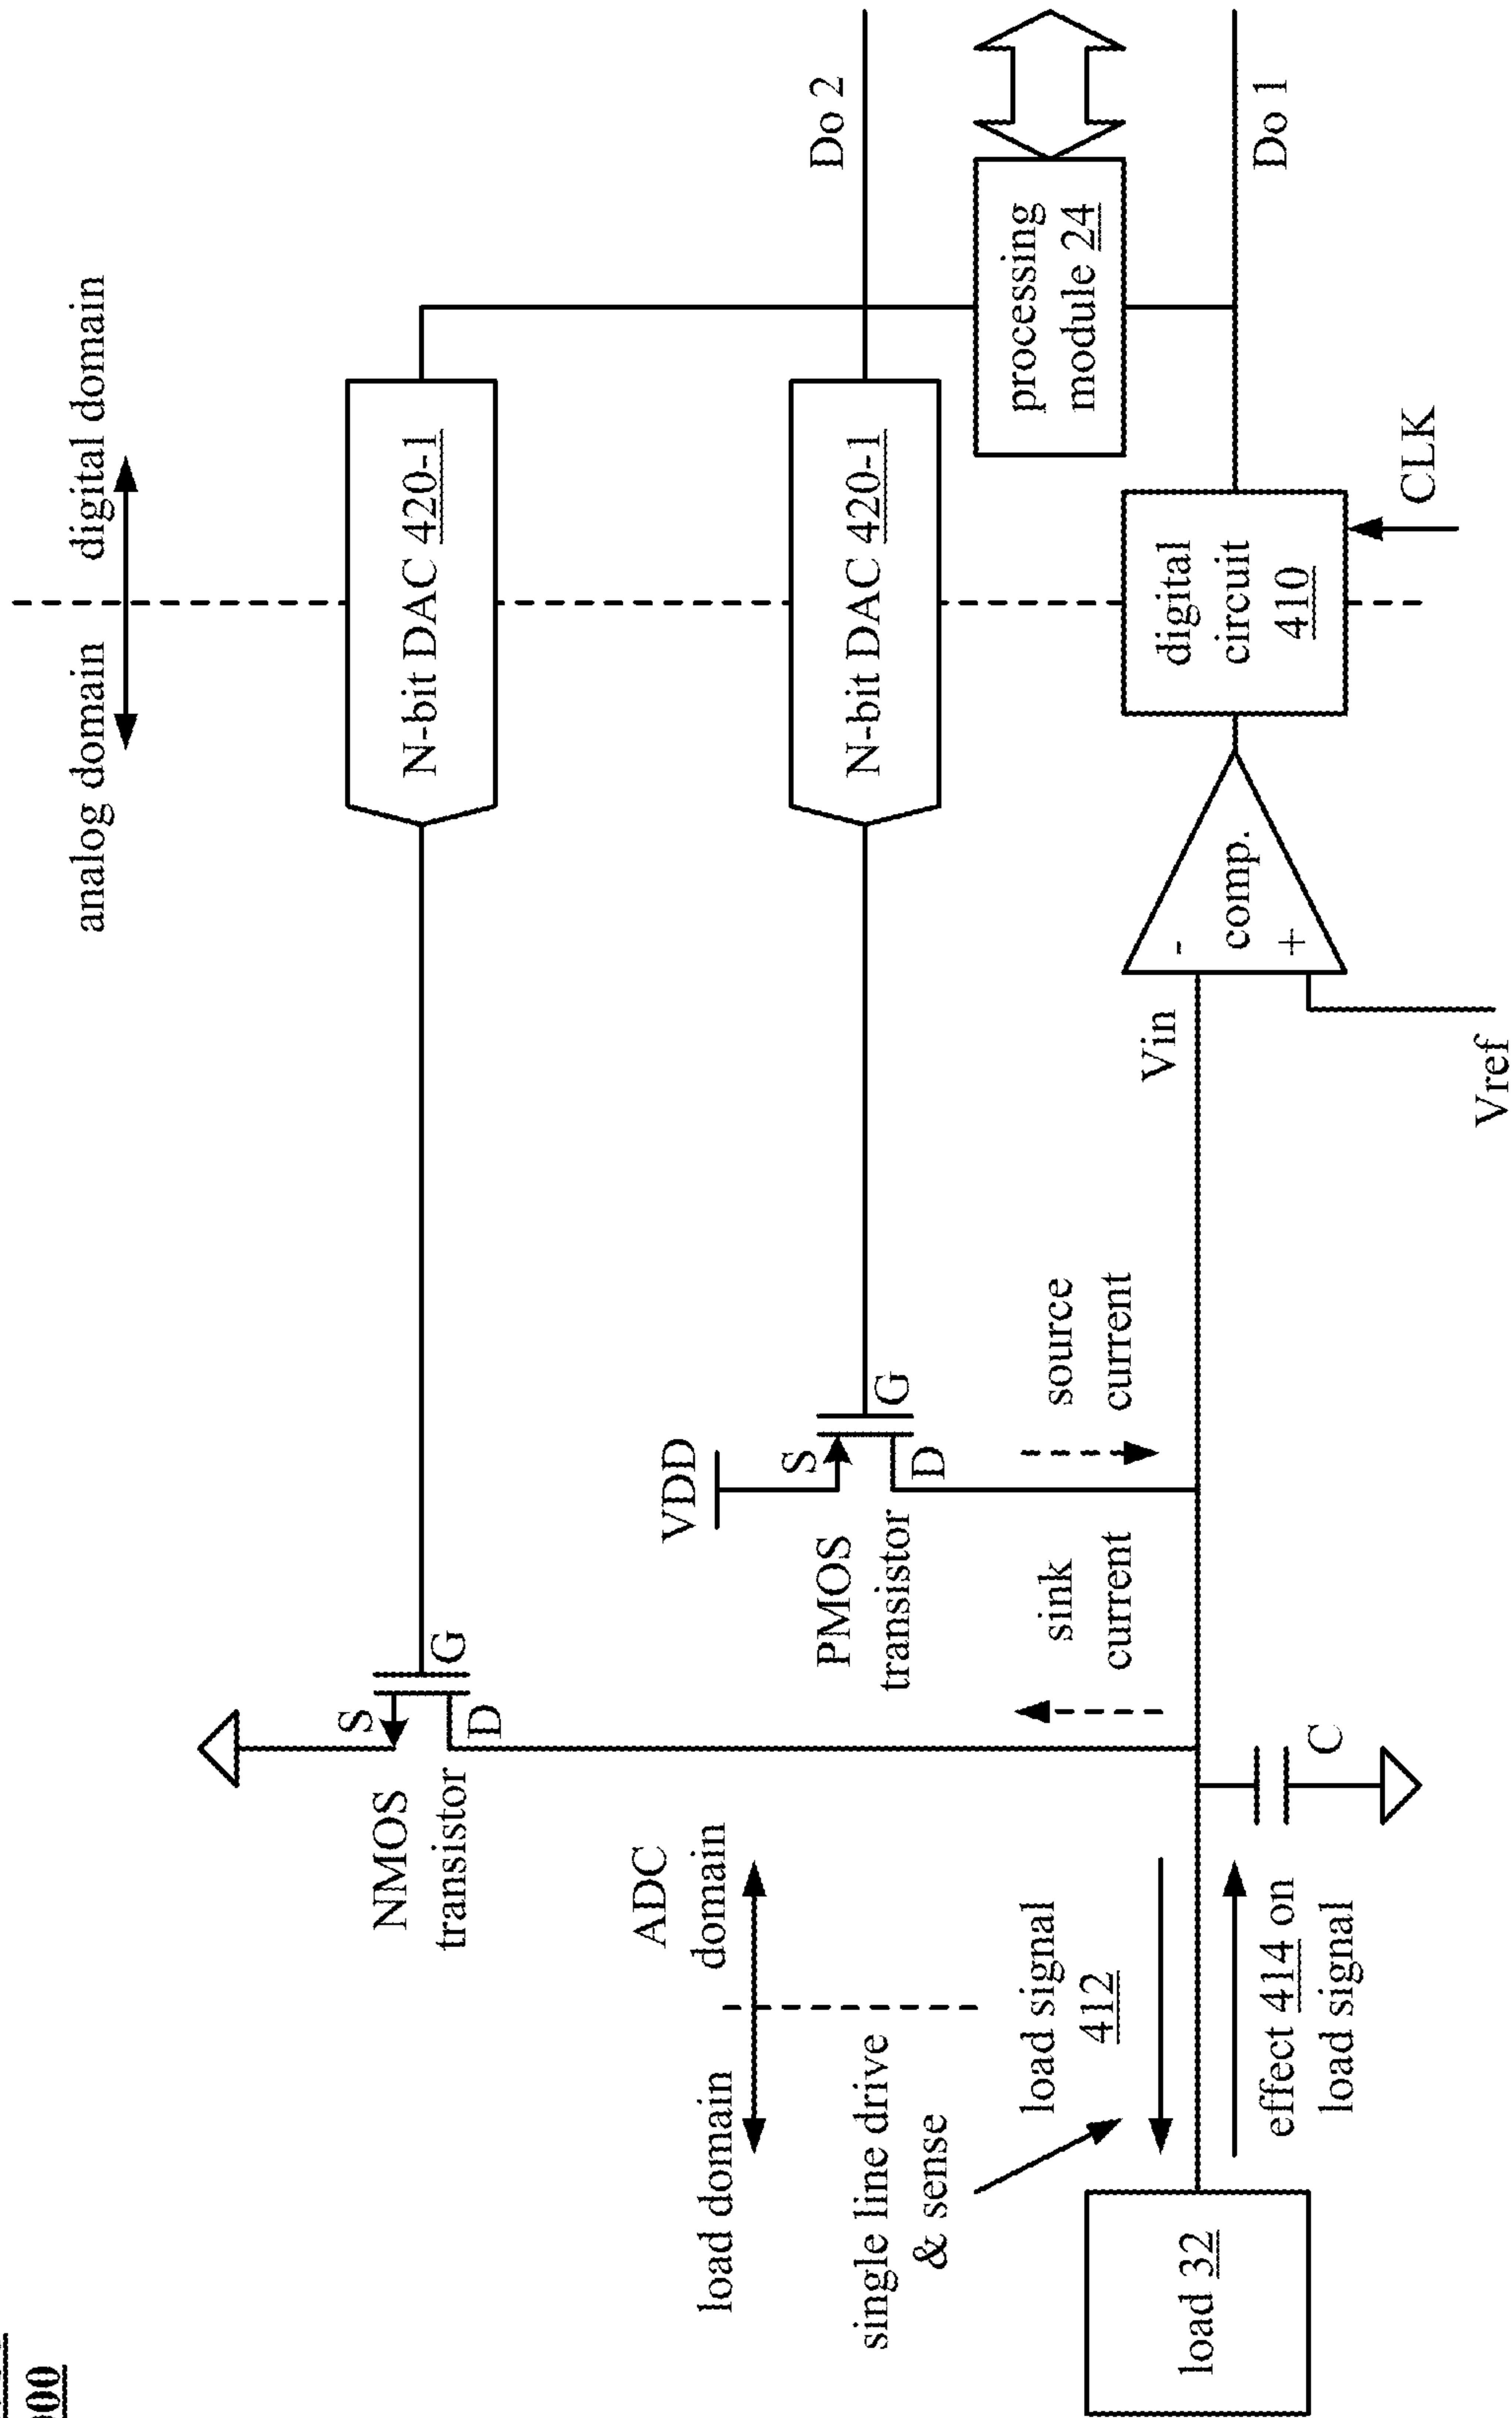 00
analog domain
digital domain
N-bit DAC 420-1
NMOS
transistor
S
G
D
ADC
domain
load domain
VDD
PMOS
transistor
S
G
D
N-bit DAC 420-1
Do 2
single line drive
& sense
load signal
412
sink
current
source
current
processing
module 24
load 32
effect 414 on
load signal
C
Vin
Vref
-
comp.
+
digital
circuit
410
CLK
Do 1